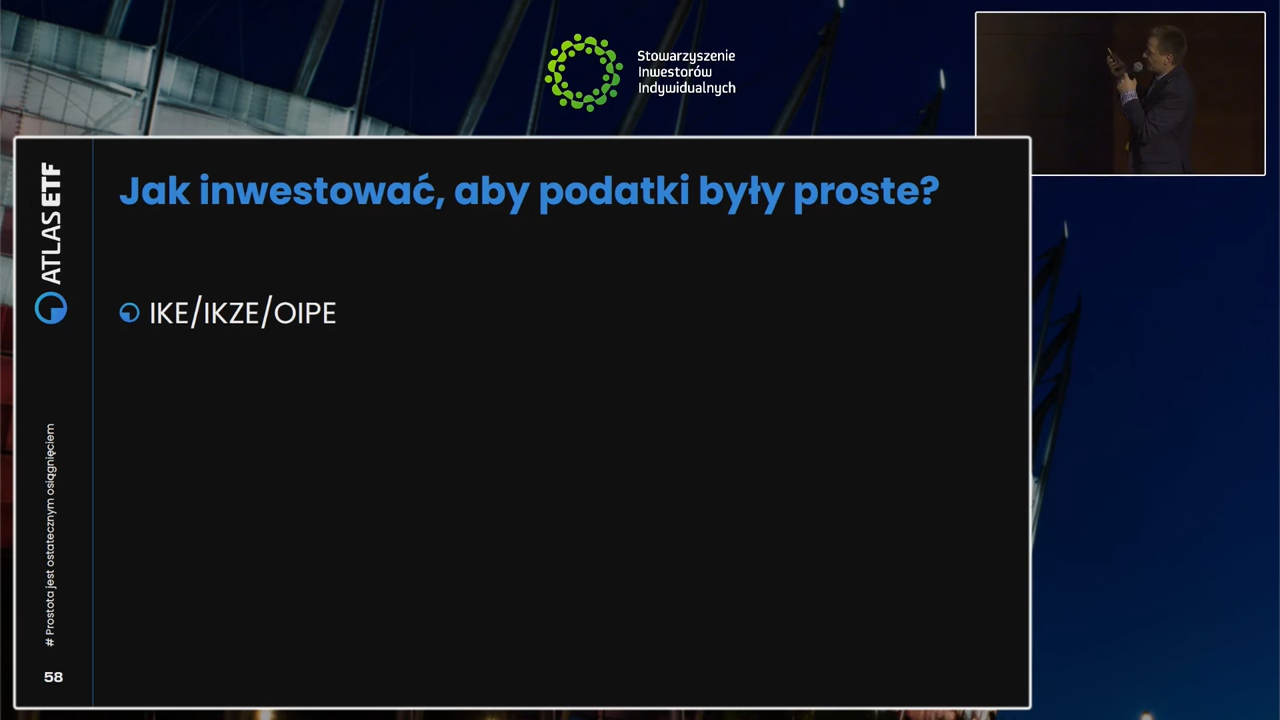 Stowarzyszenie
Inwestorów
Indywidualnych
ATLAS ETF
Jak inwestować, aby podatki były proste?
IKE/IKZE/OIPE
# Prostota jest ostatecznym osiągnięciem
58